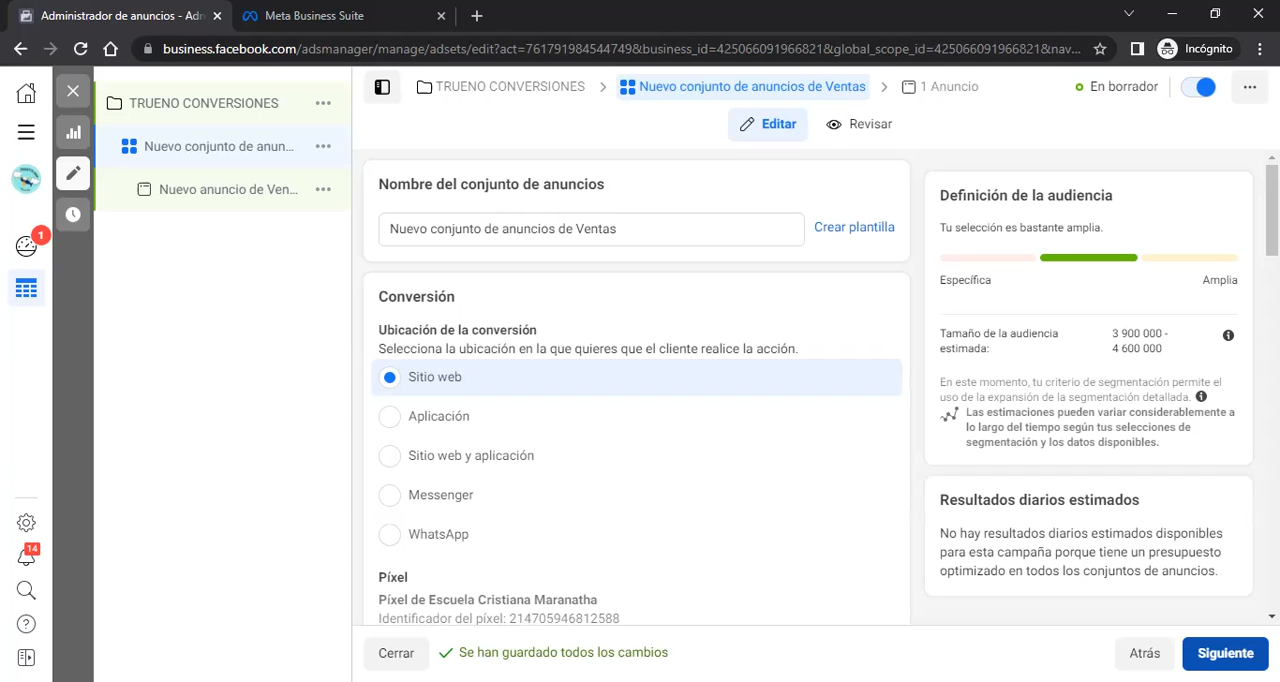 Administrador de anuncios - Adn
Meta Business Suite
business.facebook.com/adsmanager/manage/adsets/edit?act=761791984544749&business_id=425066091966821&global_scope_id=425066091966821&nav...
Incógnito
TRUENO CONVERSIONES
Nuevo conjunto de anun...
Nuevo anuncio de Ven...
1
14
TRUENO CONVERSIONES
Nuevo conjunto de anuncios de Ventas
1 Anuncio
En borrador
Editar
Revisar
Nombre del conjunto de anuncios
Nuevo conjunto de anuncios de Ventas
Crear plantilla
Conversión
Ubicación de la conversión
Selecciona la ubicación en la que quieres que el cliente realice la acción.
Sitio web
Aplicación
Sitio web y aplicación
Messenger
WhatsApp
Píxel
Píxel de Escuela Cristiana Maranatha
Identificador del píxel: 214705946812588
Definición de la audiencia
Tu selección es bastante amplia.
Específica
Amplia
Tamaño de la audiencia estimada:
3 900 000 -
4 600 000
En este momento, tu criterio de segmentación permite el
uso de la expansión de la segmentación detallada.
Las estimaciones pueden variar considerablemente a
lo largo del tiempo según tus selecciones de
segmentación y los datos disponibles.
Resultados diarios estimados
No hay resultados diarios estimados disponibles
para esta campaña porque tiene un presupuesto
optimizado en todos los conjuntos de anuncios.
Cerrar
Se han guardado todos los cambios
Atrás
Siguiente